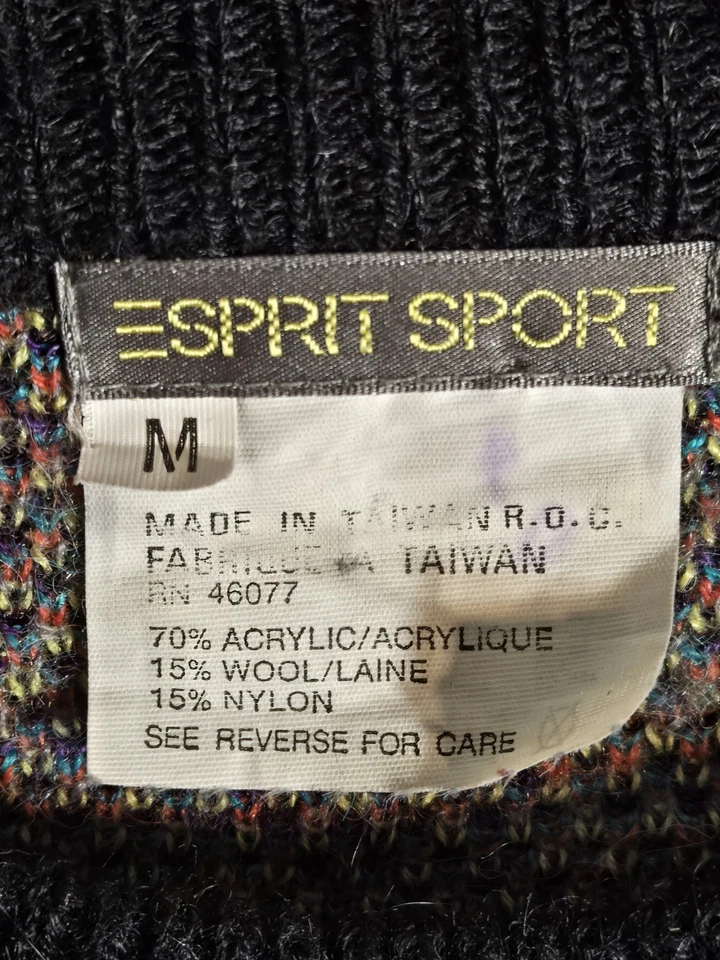 ESPRIT SPORT
M
MADE IN TAIWAN R.O.C.
FABRIQUE A TAIWAN
RN 46077
70% ACRYLIC/ACRYLIQUE
15% WOOL/LAINE
15% NYLON
SEE REVERSE FOR CARE